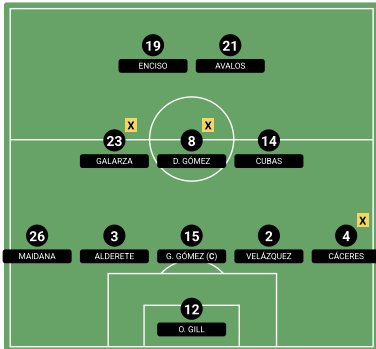 19 21
ENCISO AVALOS
X X
23 8 14
GALARZA D. GÓMEZ CUBAS
X
26 3 15 2 4
MAIDANA ALDERETE G. GÓMEZ (C) VELÁZQUEZ CÁCERES
12
O. GILL